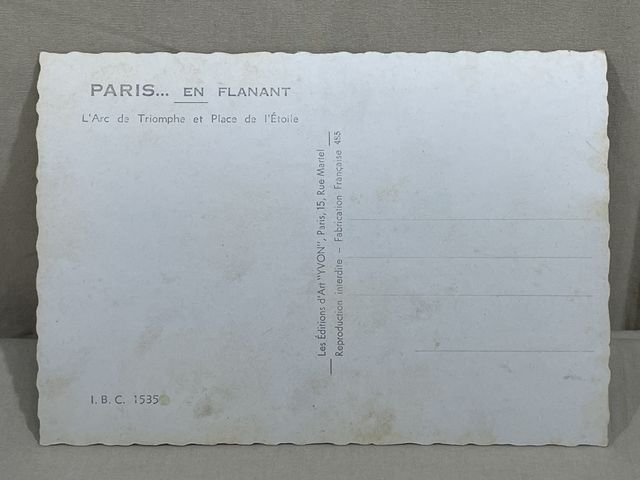 PARIS... EN FLANANT
L'Arc de Triomphe et Place de l'Étoile
Les Éditions d'Art "YVON", Paris, 15, Rue Martel
Reproduction interdite – Fabrication Française 455
I. B. C. 1535